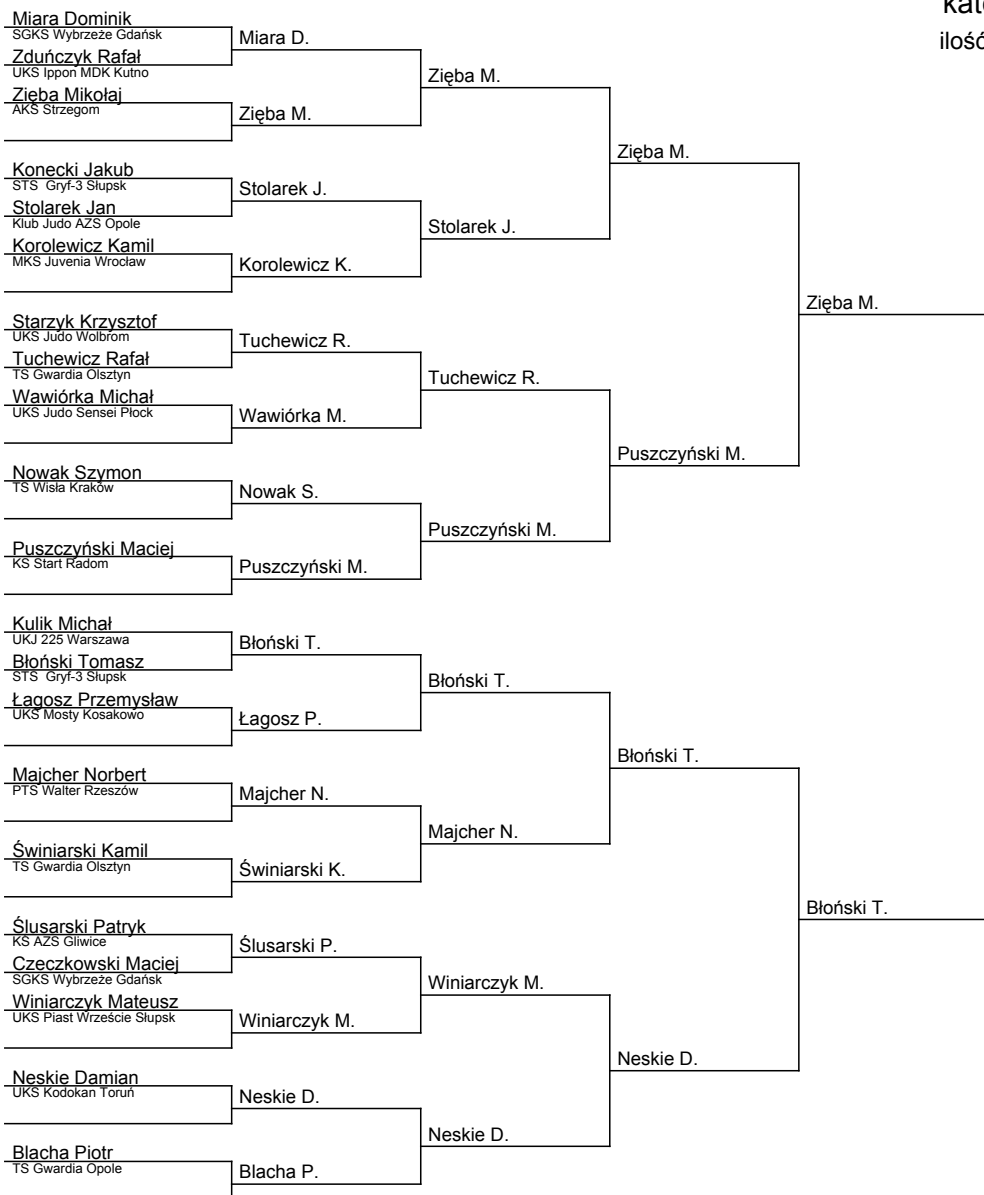 kat
ilość
Miara Dominik
SGKS Wybrzeże Gdańsk
Zduńczyk Rafał
UKS Ippon MDK Kutno
Zięba Mikołaj
AKS Strzegom
Konecki Jakub
STS Gryf-3 Słupsk
Stolarek Jan
Klub Judo AZS Opole
Korolewicz Kamil
MKS Juvenia Wrocław
Starzyk Krzysztof
UKS Judo Wolbrom
Tuchewicz Rafał
TS Gwardia Olsztyn
Wawiórka Michał
UKS Judo Sensei Płock
Nowak Szymon
TS Wisła Kraków
Puszczyński Maciej
KS Start Radom
Kulik Michał
UKJ 225 Warszawa
Błoński Tomasz
STS Gryf-3 Słupsk
Łagosz Przemysław
UKS Mosty Kosakowo
Majcher Norbert
PTS Walter Rzeszów
Świniarski Kamil
TS Gwardia Olsztyn
Ślusarski Patryk
KS AZS Gliwice
Czeczkowski Maciej
SGKS Wybrzeże Gdańsk
Winiarczyk Mateusz
UKS Piast Wrzeście Słupsk
Neskie Damian
UKS Kodokan Toruń
Blacha Piotr
TS Gwardia Opole
Miara D.
Zięba M.
Stolarek J.
Korolewicz K.
Tuchewicz R.
Wawiórka M.
Nowak S.
Puszczyński M.
Błoński T.
Łagosz P.
Majcher N.
Świniarski K.
Ślusarski P.
Winiarczyk M.
Neskie D.
Blacha P.
Zięba M.
Stolarek J.
Tuchewicz R.
Puszczyński M.
Błoński T.
Majcher N.
Winiarczyk M.
Neskie D.
Zięba M.
Puszczyński M.
Błoński T.
Neskie D.
Zięba M.
Błoński T.